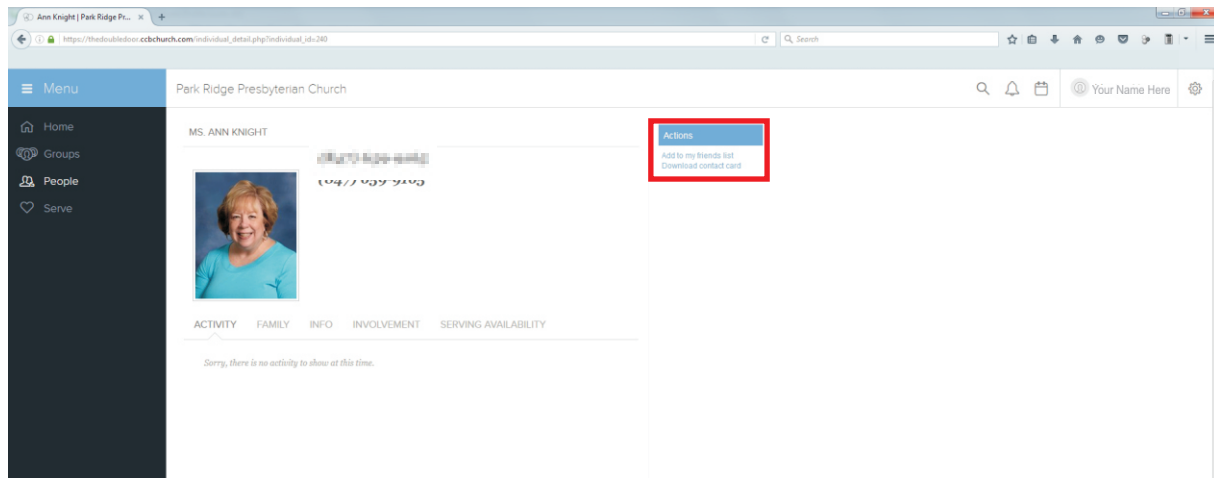 Ann Knight | Park Ridge Pr...
https://thedoubledoor.ccbchurch.com/individual_detail.php?individual_id=240
Search
Menu
Park Ridge Presbyterian Church
Your Name Here
Home
Groups
People
Serve
MS. ANN KNIGHT
Actions
Add to my friends list
Download contact card
ACTIVITY FAMILY INFO INVOLVEMENT SERVING AVAILABILITY
Sorry, there is no activity to show at this time.